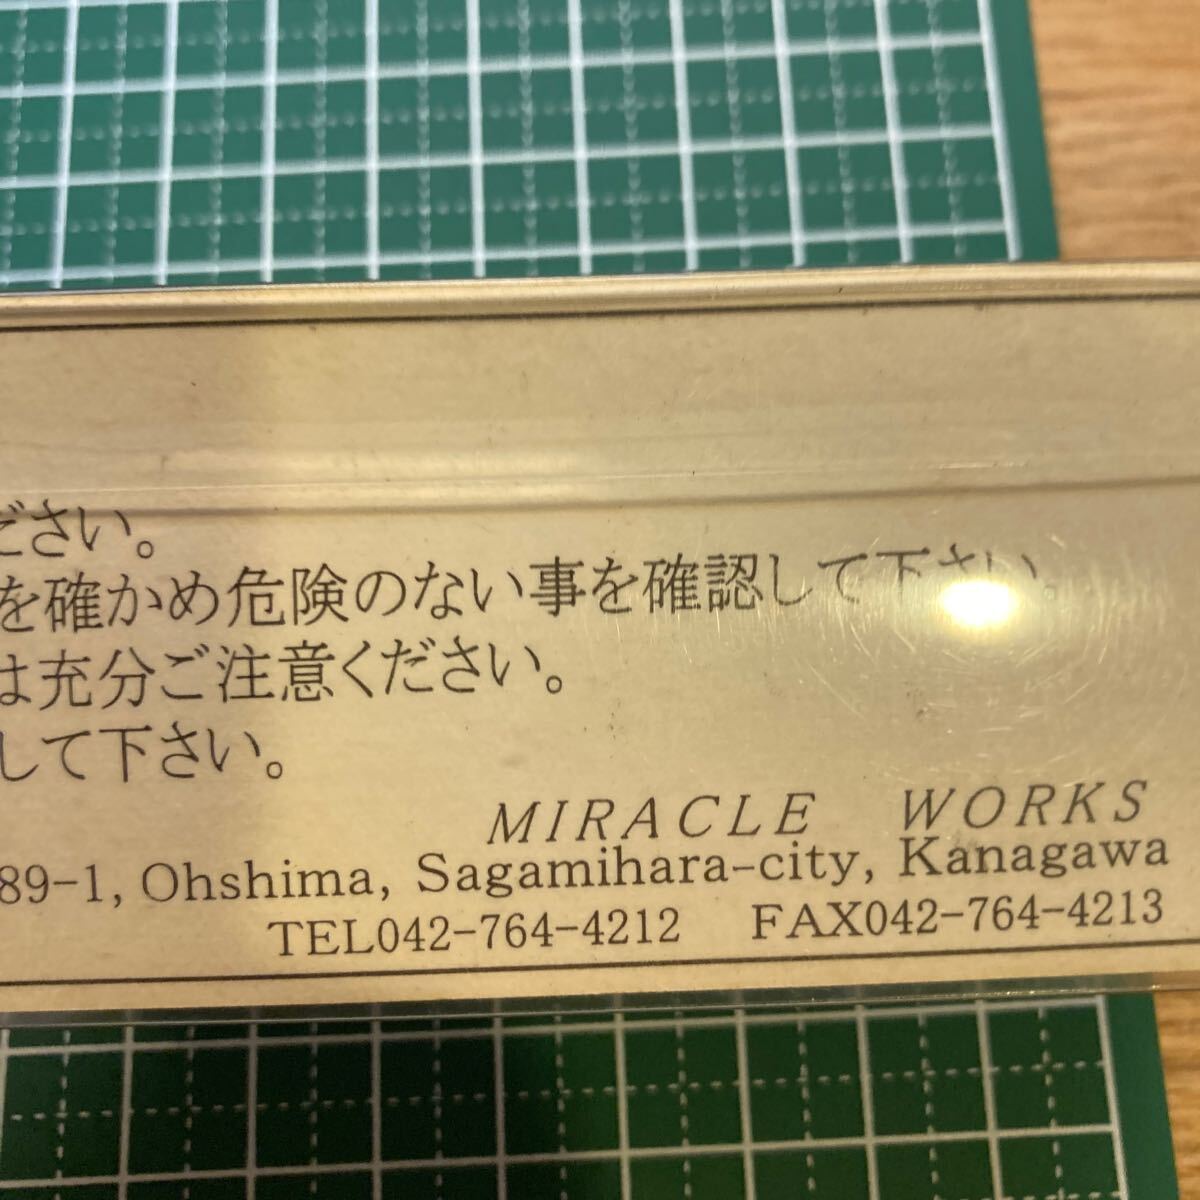 ださい。
を確かめ危険のない事を確認して下さい。
は充分ご注意ください。
して下さい。
MIRACLE WORKS
89-1, Ohshima, Sagamihara-city, Kanagawa
TEL042-764-4212 FAX042-764-4213